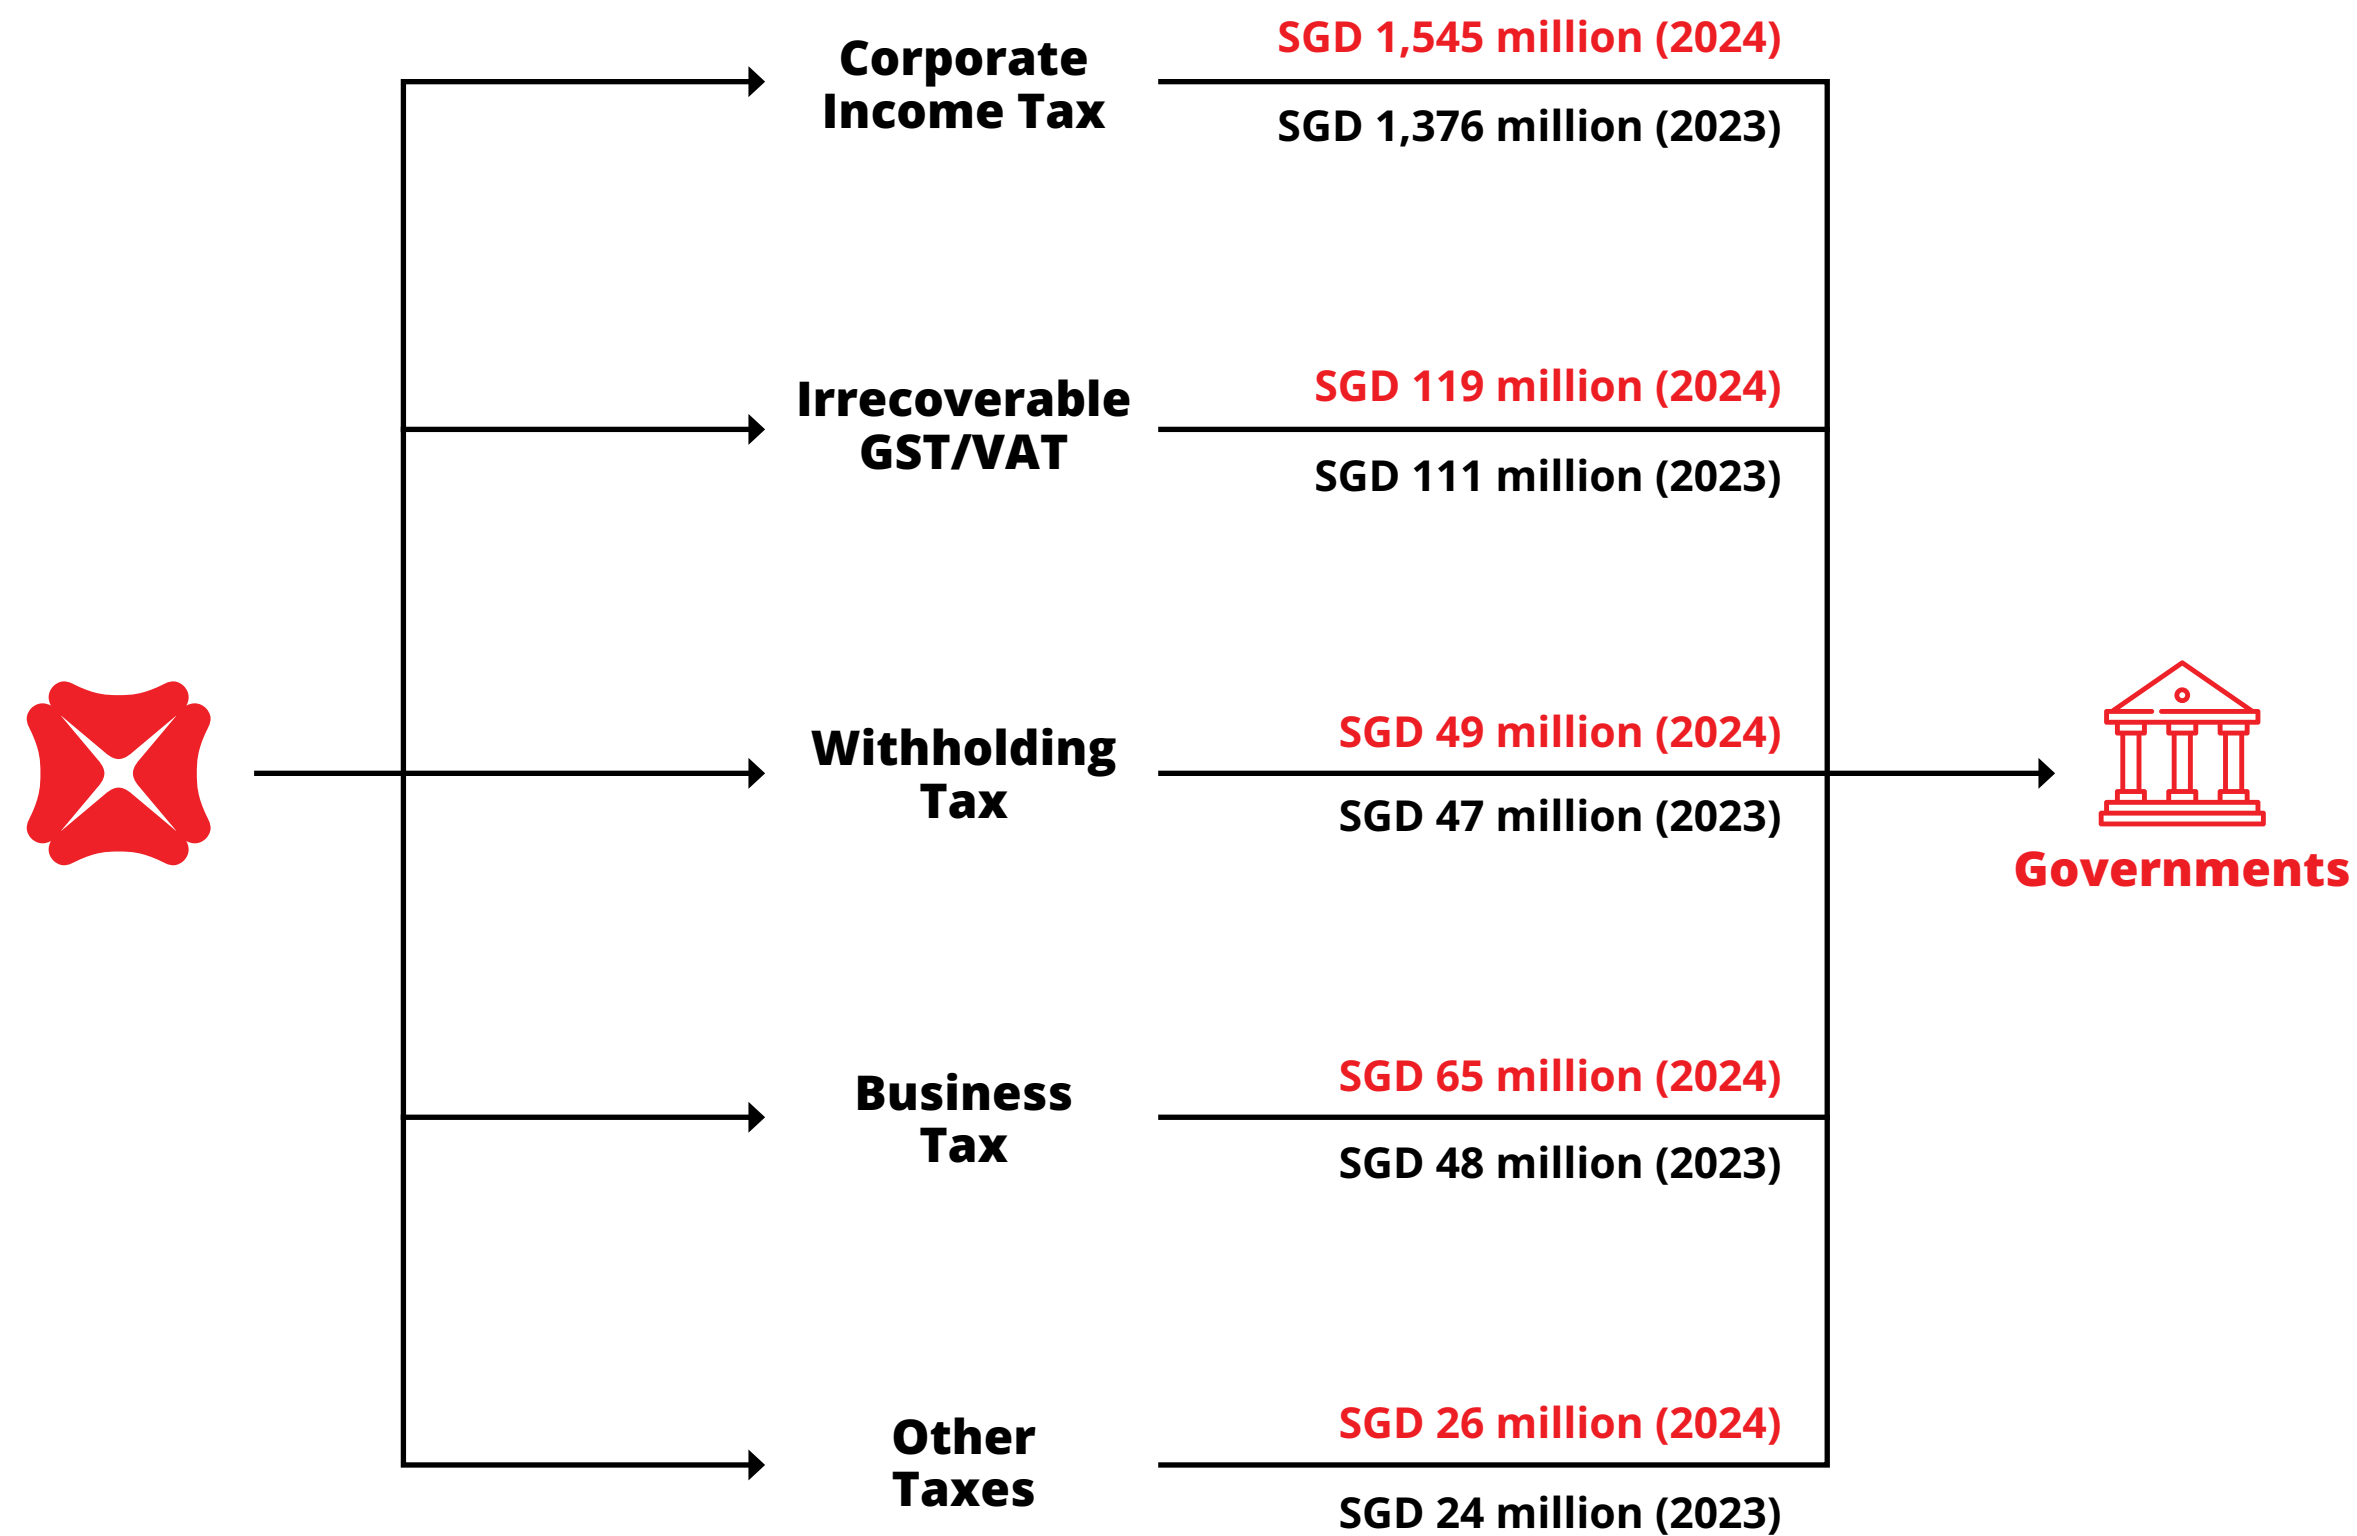 Corporate
Income Tax
SGD 1,545 million (2024)
SGD 1,376 million (2023)
Irrecoverable
GST/VAT
SGD 119 million (2024)
SGD 111 million (2023)
Withholding
Tax
SGD 49 million (2024)
SGD 47 million (2023)
Governments
Business
Tax
SGD 65 million (2024)
SGD 48 million (2023)
Other
Taxes
SGD 26 million (2024)
SGD 24 million (2023)